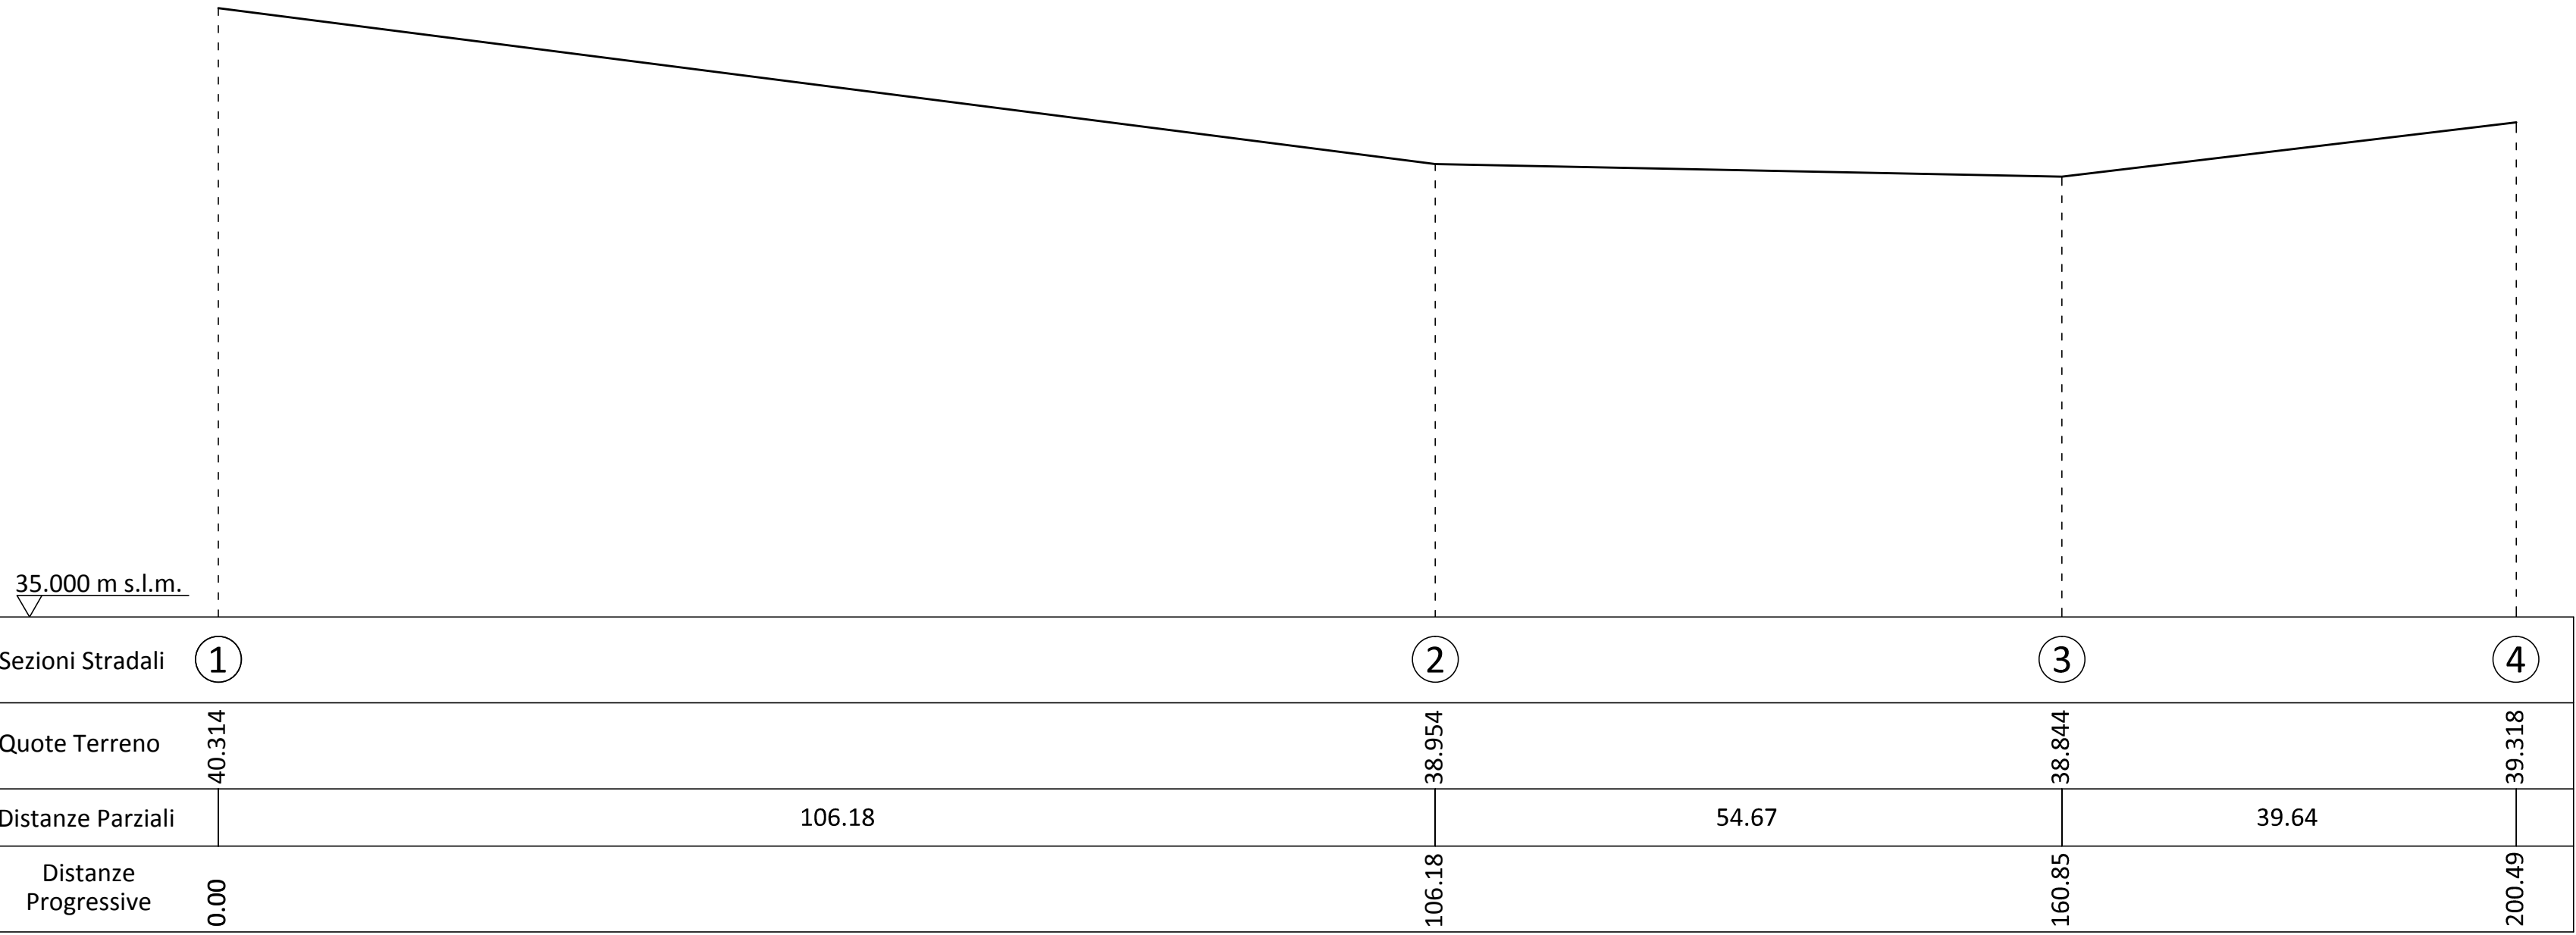 35.000 m s.l.m.
Sezioni Stradali 1 2 3 4
Quote Terreno 40.314 38.954 38.844 39.318
Distanze Parziali 106.18 54.67 39.64
Distanze
Progressive 0.00 106.18 160.85 200.49